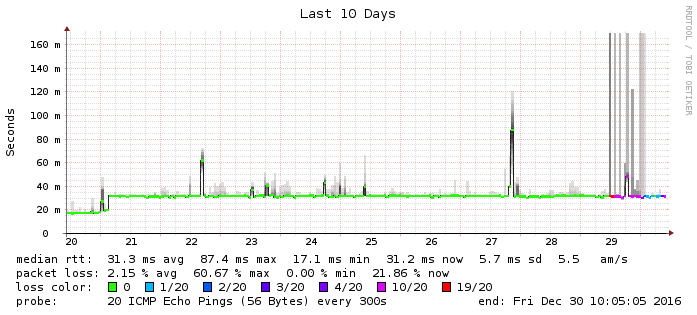 Last 10 Days
RRDTOOL / TOBI OETIKER
Seconds
160 m
140 m
120 m
100 m
80 m
60 m
40 m
20 m
0
20 21 22 23 24 25 26 27 28 29
median rtt: 31.3 ms avg 87.4 ms max 17.1 ms min 31.2 ms now 5.7 ms sd 5.5 am/s
packet loss: 2.15 % avg 60.67 % max 0.00 % min 21.86 % now
loss color: 0 1/20 2/20 3/20 4/20 10/20 19/20
probe: 20 ICMP Echo Pings (56 Bytes) every 300s end: Fri Dec 30 10:05:05 2016